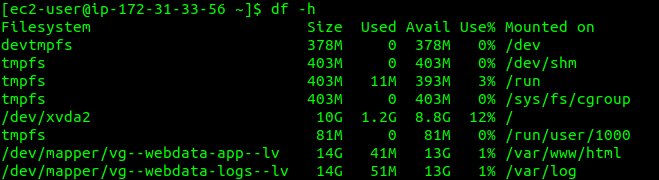 [ec2-user@ip-172-31-33-56 ~]$ df -h
Filesystem                         Size  Used Avail Use% Mounted on
devtmpfs                           378M     0  378M   0% /dev
tmpfs                              403M     0  403M   0% /dev/shm
tmpfs                              403M   11M  393M   3% /run
tmpfs                              403M     0  403M   0% /sys/fs/cgroup
/dev/xvda2                          10G  1.2G  8.8G  12% /
tmpfs                               81M     0   81M   0% /run/user/1000
/dev/mapper/vg--webdata-app--lv     14G   41M   13G   1% /var/www/html
/dev/mapper/vg--webdata-logs--lv    14G   51M   13G   1% /var/log